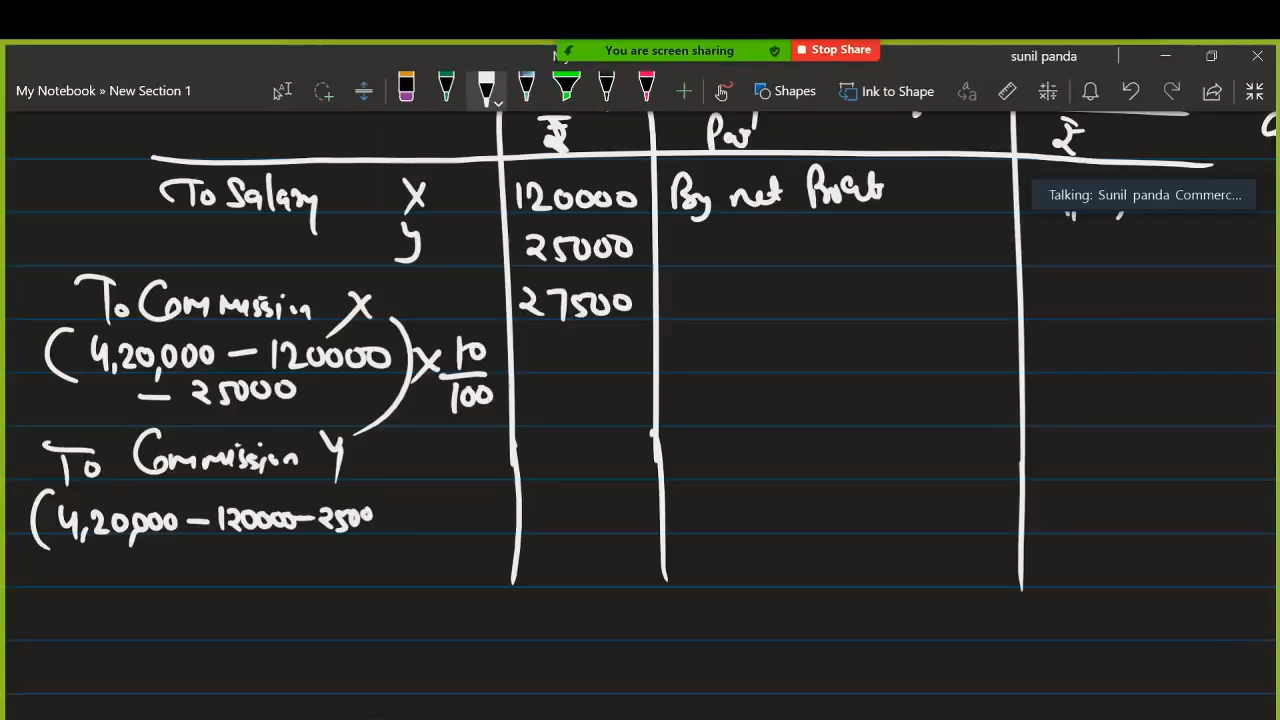 You are screen sharing
Stop Share
sunil panda
My Notebook » New Section 1
Shapes
Ink to Shape
₹
Par'
₹
To Salary X 120000 By net Profit
Talking: Sunil panda Commerc...
y 25000
To Commission X 27500
(4,20,000 - 120000
- 25000) X 10/100
To Commission Y
(4,20,000 - 120000 - 2500